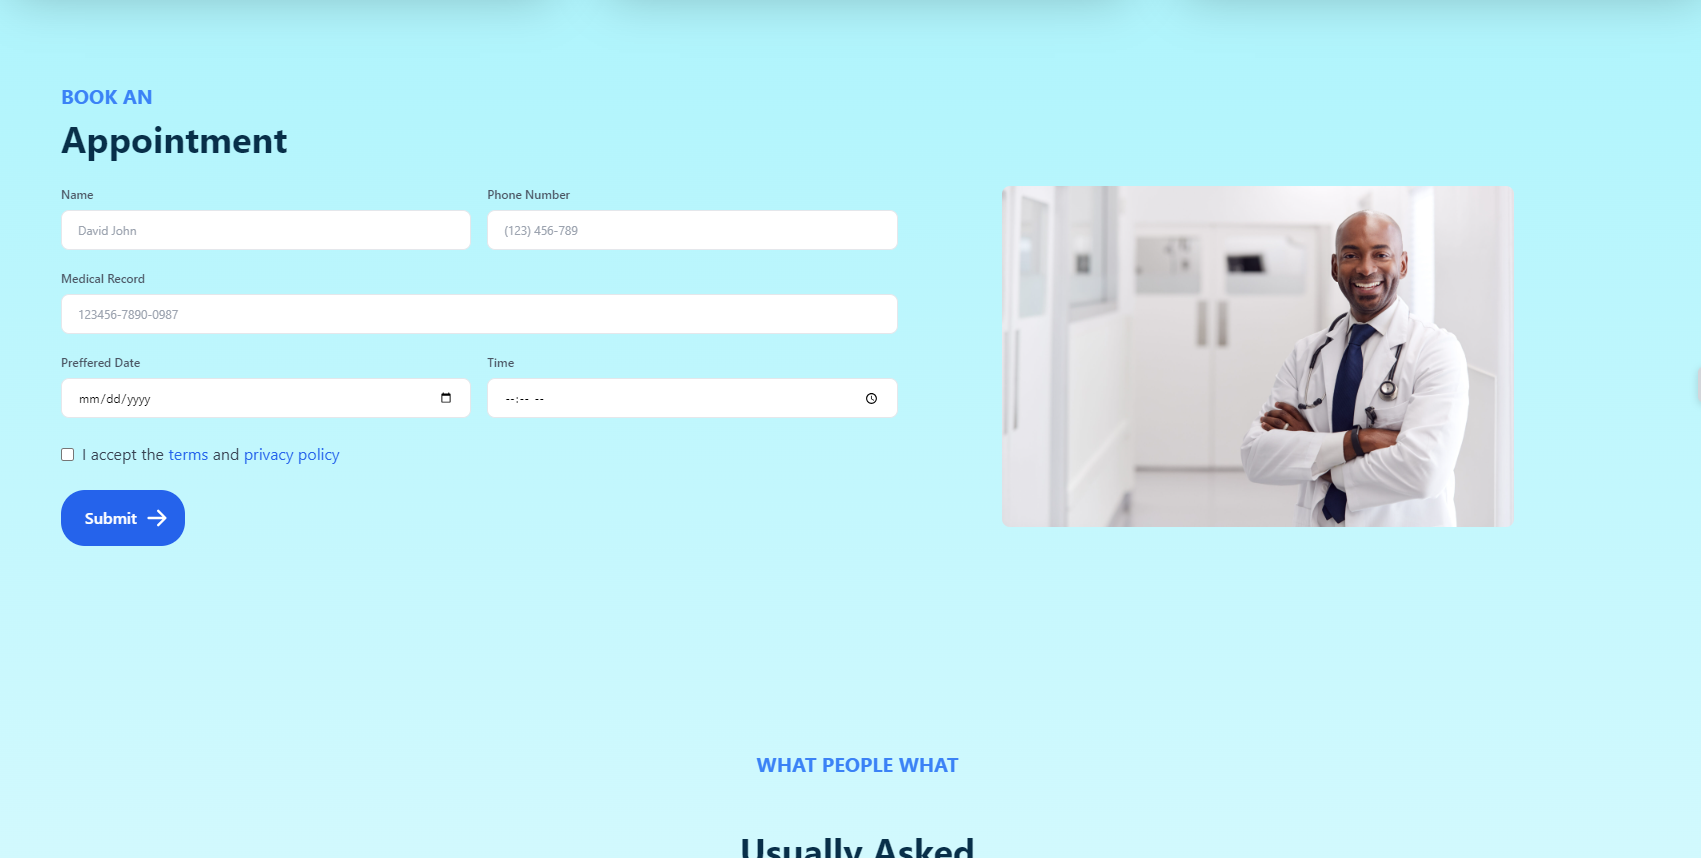 BOOK AN
Appointment
Name
Phone Number
David John
(123) 456-789
Medical Record
123456-7890-0987
Preffered Date
Time
mm/dd/yyyy
--:-- --
I accept the terms and privacy policy
Submit
WHAT PEOPLE WHAT
Usually Asked